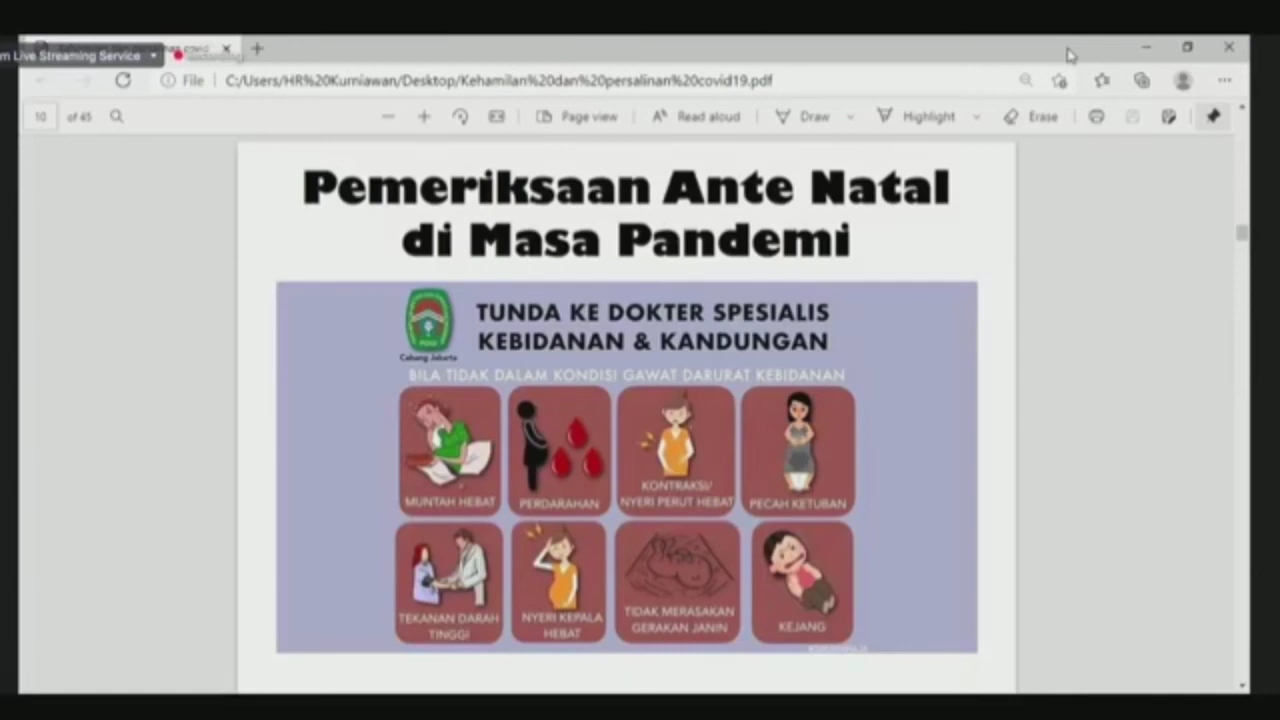 m Live Streaming Service
File
C:/Users/HR%20Kurniawan/Desktop/Kehamilan%20dan%20persalinan%20covid19.pdf
10 of 45
Page view
Read aloud
Draw
Highlight
Erase
Pemeriksaan Ante Natal
di Masa Pandemi
TUNDA KE DOKTER SPESIALIS
KEBIDANAN & KANDUNGAN
Cabang Jakarta
BILA TIDAK DALAM KONDISI GAWAT DARURAT KEBIDANAN
MUNTAH HEBAT
PERDARAHAN
KONTRAKSI/
NYERI PERUT HEBAT
PECAH KETUBAN
TEKANAN DARAH
TINGGI
NYERI KEPALA
HEBAT
TIDAK MERASAKAN
GERAKAN JANIN
KEJANG